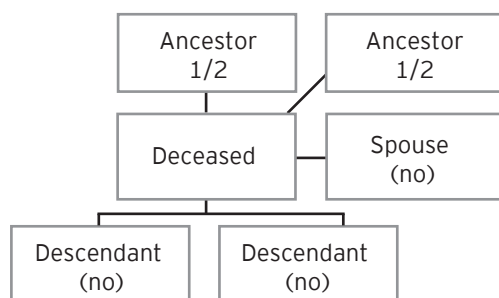 Ancestor
1/2
Ancestor
1/2
Deceased
Spouse
(no)
Descendant
(no)
Descendant
(no)